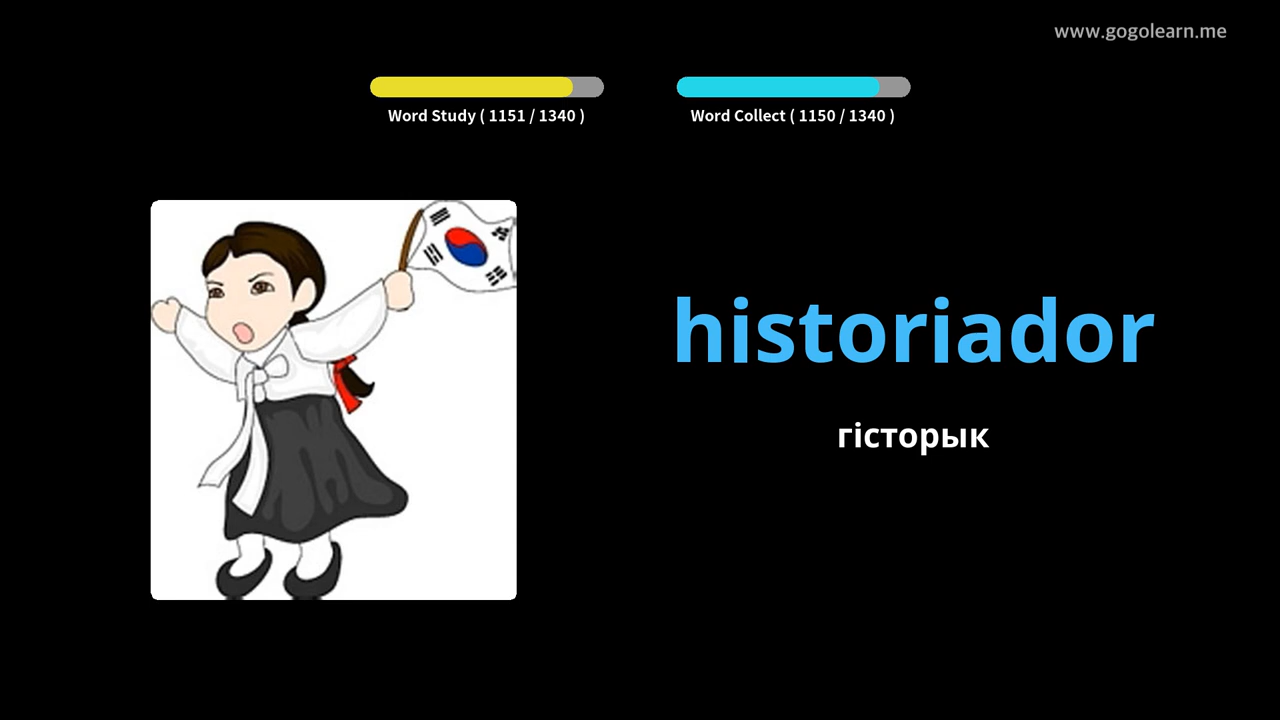 www.gogolearn.me
Word Study ( 1151 / 1340 )
Word Collect ( 1150 / 1340 )
historiador
гісторык